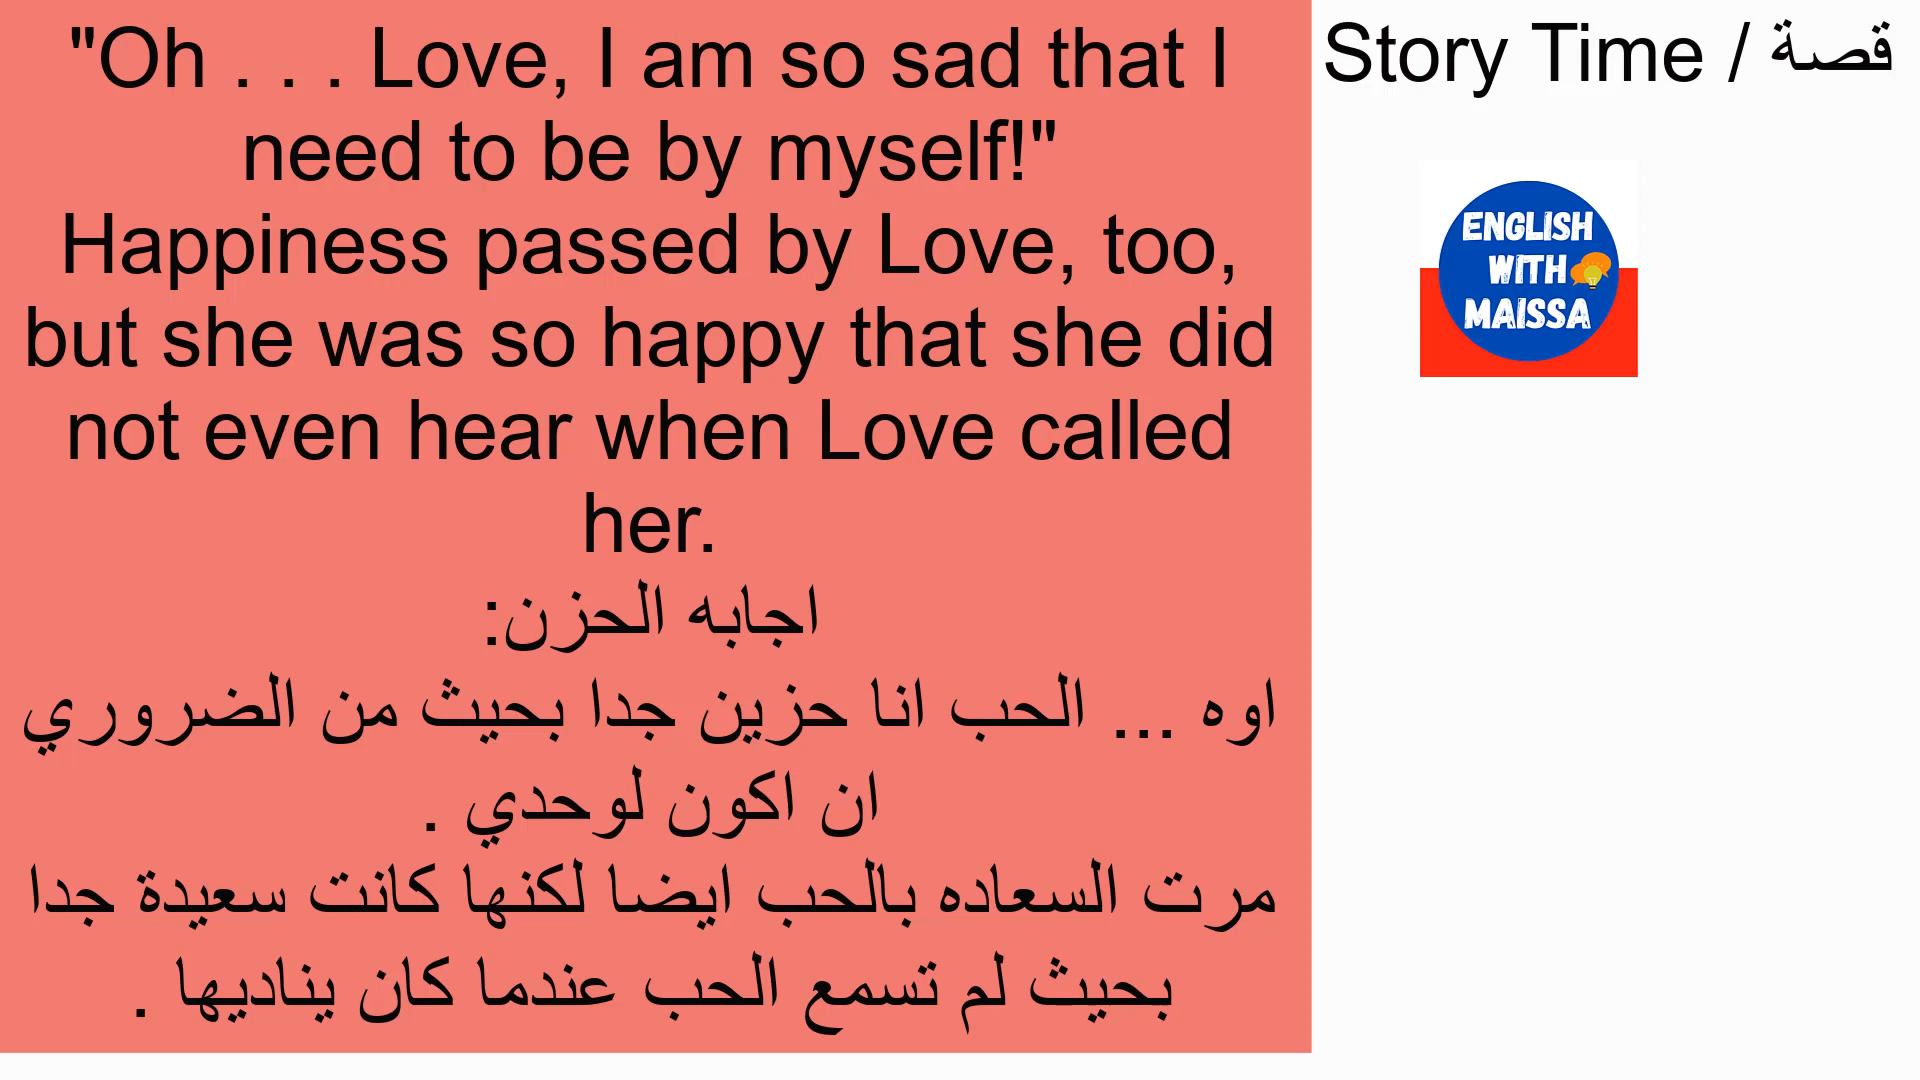 "Oh . . . Love, I am so sad that I
need to be by myself!"
Happiness passed by Love, too,
but she was so happy that she did
not even hear when Love called
her.
اجابه الحزن:
اوه ... الحب انا حزين جدا بحيث من الضروري
ان اكون لوحدي .
مرت السعاده بالحب ايضا لكنها كانت سعيدة جدا
بحيث لم تسمع الحب عندما كان يناديها .
Story Time / قصة
ENGLISH
WITH
MAISSA